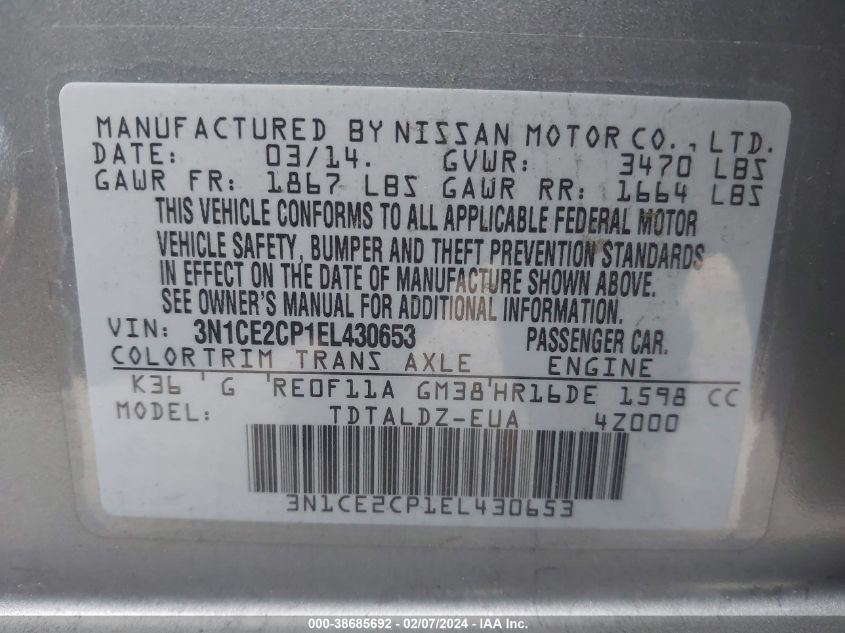 MANUFACTURED BY NISSAN MOTOR CO., LTD.
DATE: 03/14. GVWR: 3470 LBS
GAWR FR: 1867 LBS GAWR RR: 1664 LBS
THIS VEHICLE CONFORMS TO ALL APPLICABLE FEDERAL MOTOR
VEHICLE SAFETY, BUMPER AND THEFT PREVENTION STANDARDS
IN EFFECT ON THE DATE OF MANUFACTURE SHOWN ABOVE.
SEE OWNER'S MANUAL FOR ADDITIONAL INFORMATION.
VIN: 3N1CE2CP1EL430653 PASSENGER CAR.
COLORTRIM TRANS AXLE ENGINE
K36 ' G 'RE0F11A GM38'HR16DE 1598 CC
MODEL: TDTALDZ-EUA 4Z000
3N1CE2CP1EL430653
000-38685692 - 02/07/2024 - IAA Inc.